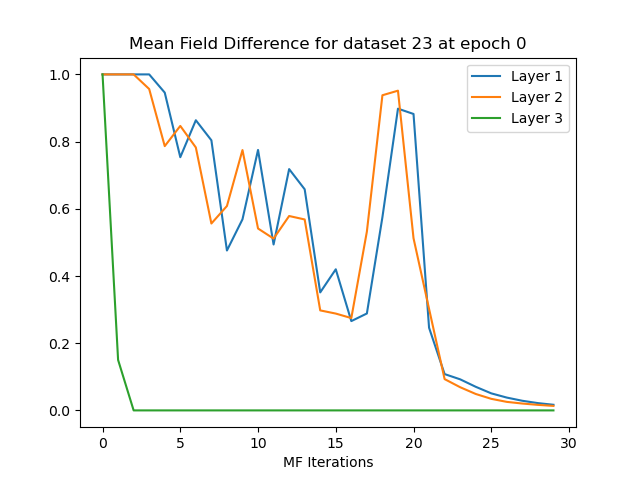 Mean Field Difference for dataset 23 at epoch 0
1.0
0.8
0.6
0.4
0.2
0.0
Layer 1
Layer 2
Layer 3
0 5 10 15 20 25 30
MF Iterations